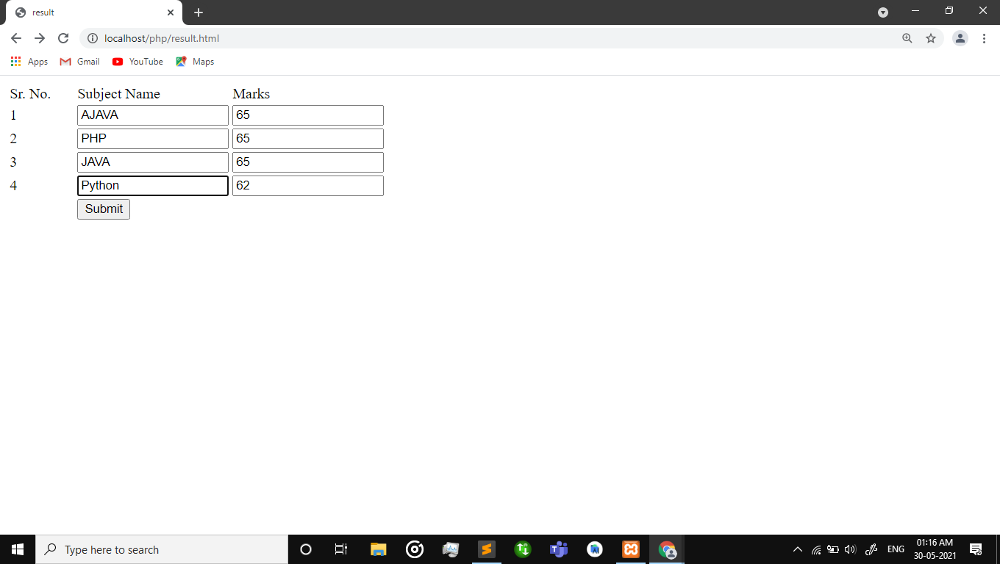 result
localhost/php/result.html
Apps Gmail YouTube Maps
Sr. No. Subject Name Marks
1 AJAVA 65
2 PHP 65
3 JAVA 65
4 Python 62
Submit
Type here to search
ENG
01:16 AM
30-05-2021